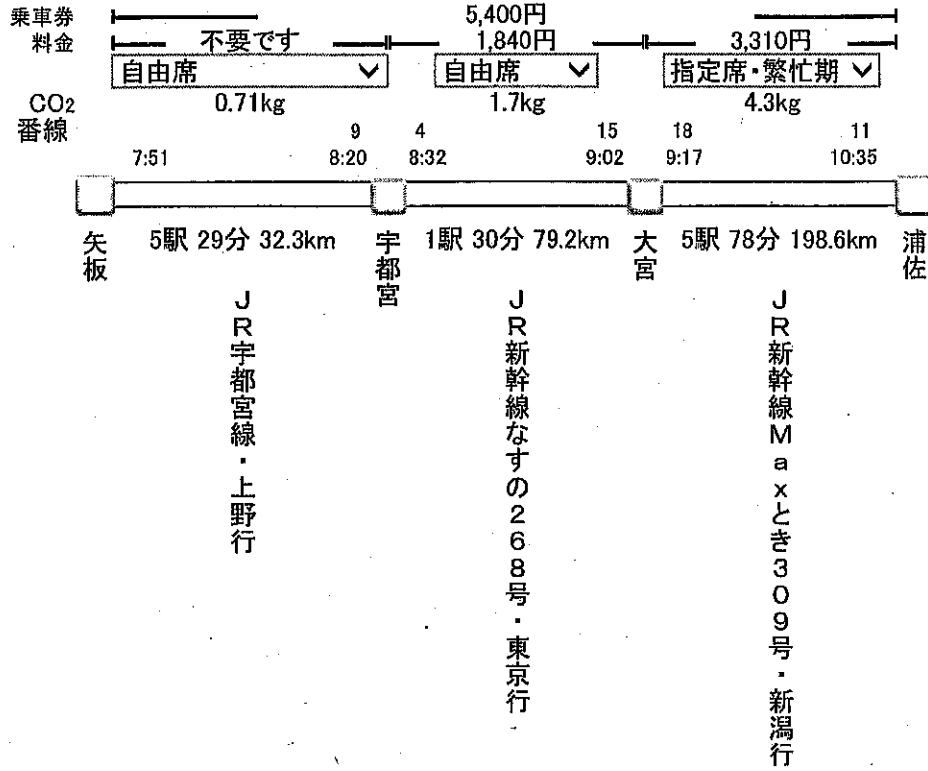 乗車券 5,400円
料金 不要です 1,840円 3,310円
自由席 自由席 指定席・繁忙期
CO2 0.71kg 1.7kg 4.3kg
番線 9 4 15 18 11
7:51 8:20 8:32 9:02 9:17 10:35
矢板 5駅 29分 32.3km 宇都宮 1駅 30分 79.2km 大宮 5駅 78分 198.6km 浦佐
JR宇都宮線・上野行
JR新幹線なすの268号・東京行
JR新幹線Maxとき309号・新潟行